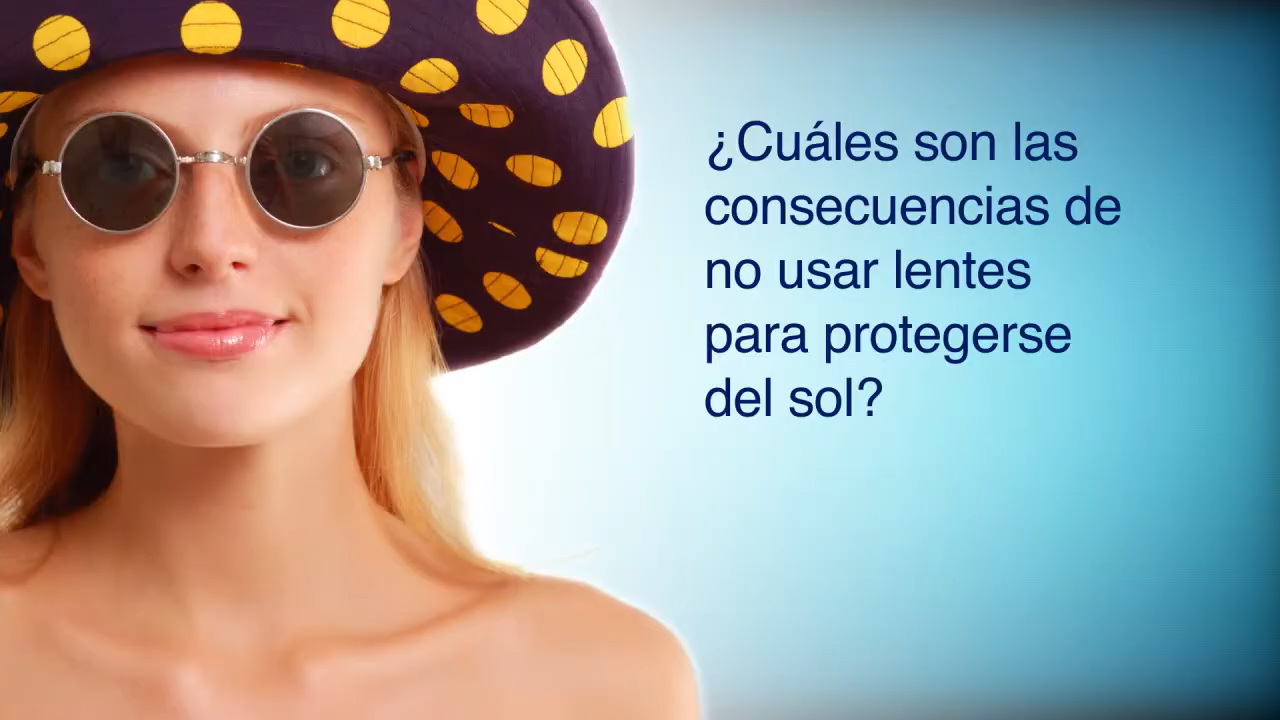 ¿Cuáles son las
consecuencias de
no usar lentes
para protegerse
del sol?